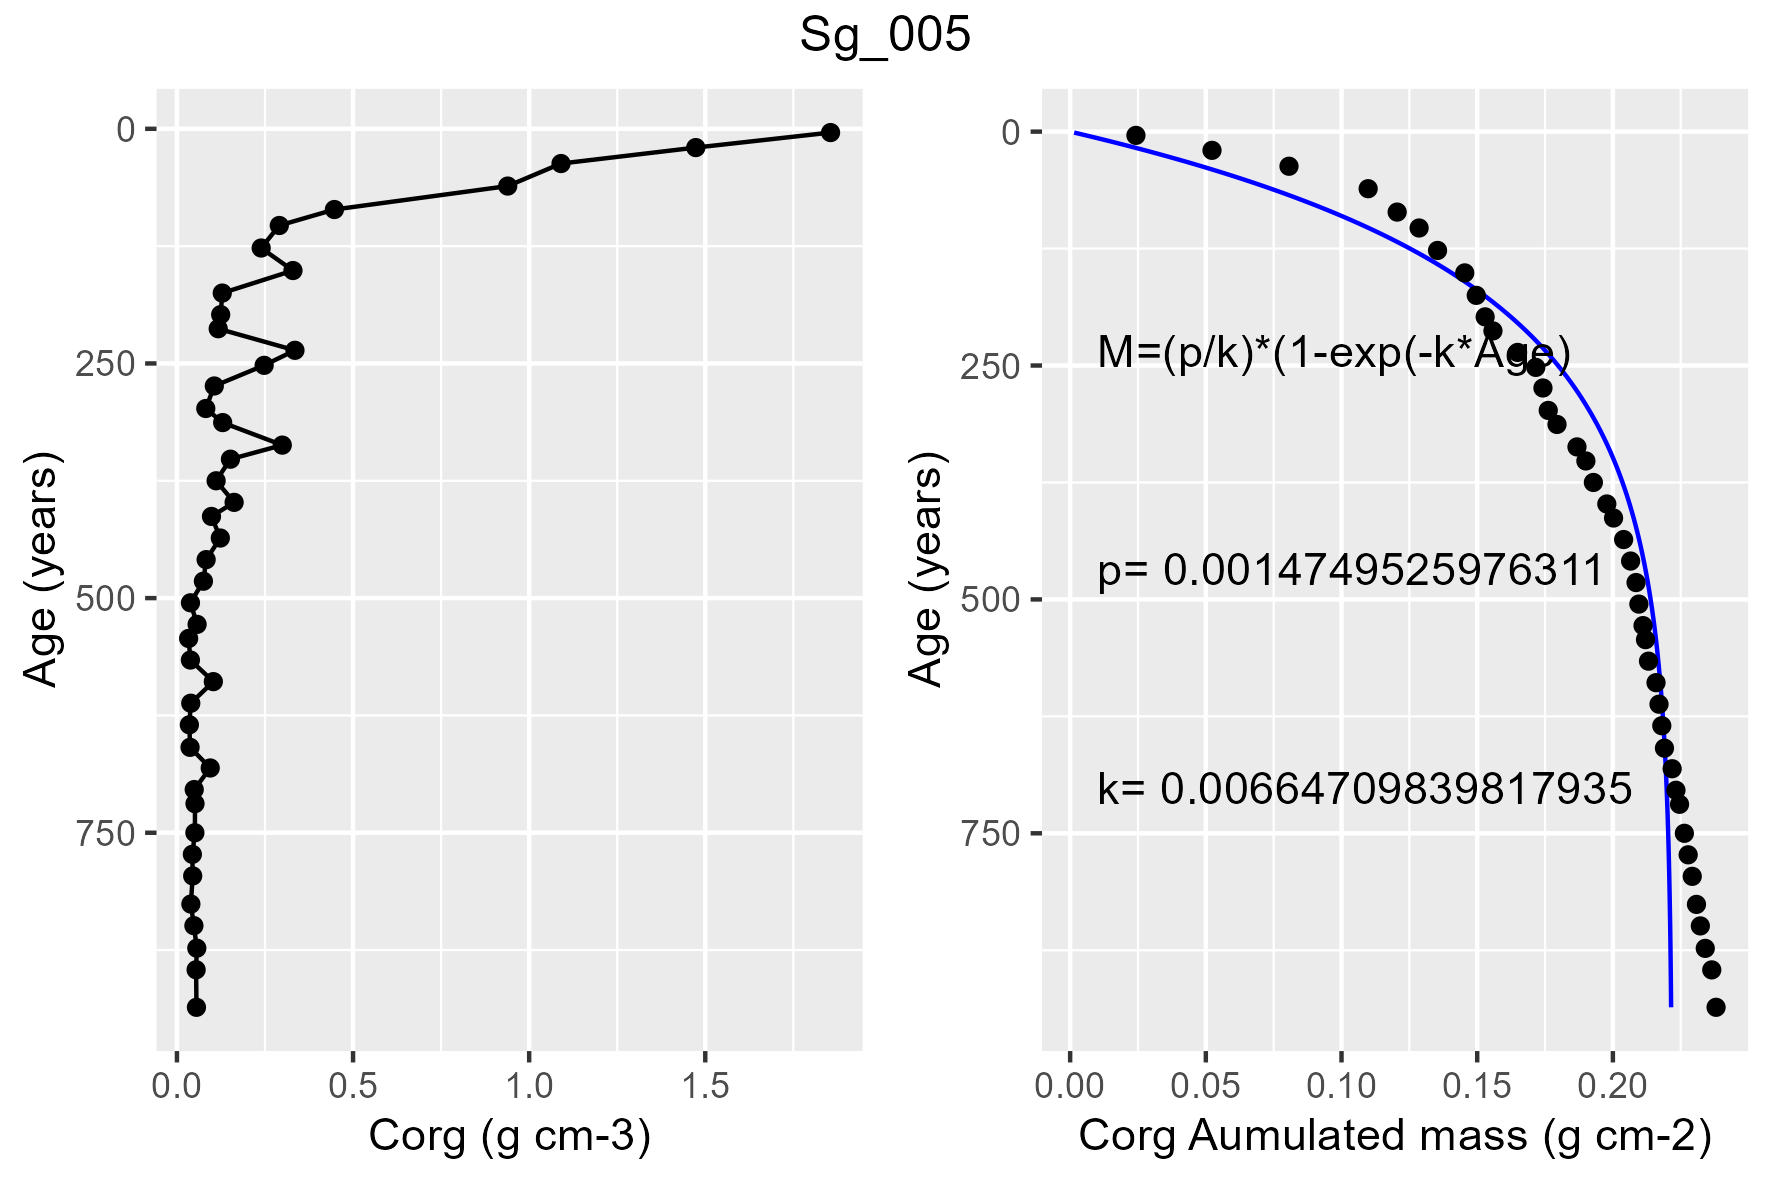 Sg_005
0
250
500
750
Age (years)
0.0 0.5 1.0 1.5
Corg (g cm-3)
0
250
500
750
Age (years)
M=(p/k)*(1-exp(-k*Age)
p= 0.0014749525976311
k= 0.00664709839817935
0.00 0.05 0.10 0.15 0.20
Corg Aumulated mass (g cm-2)